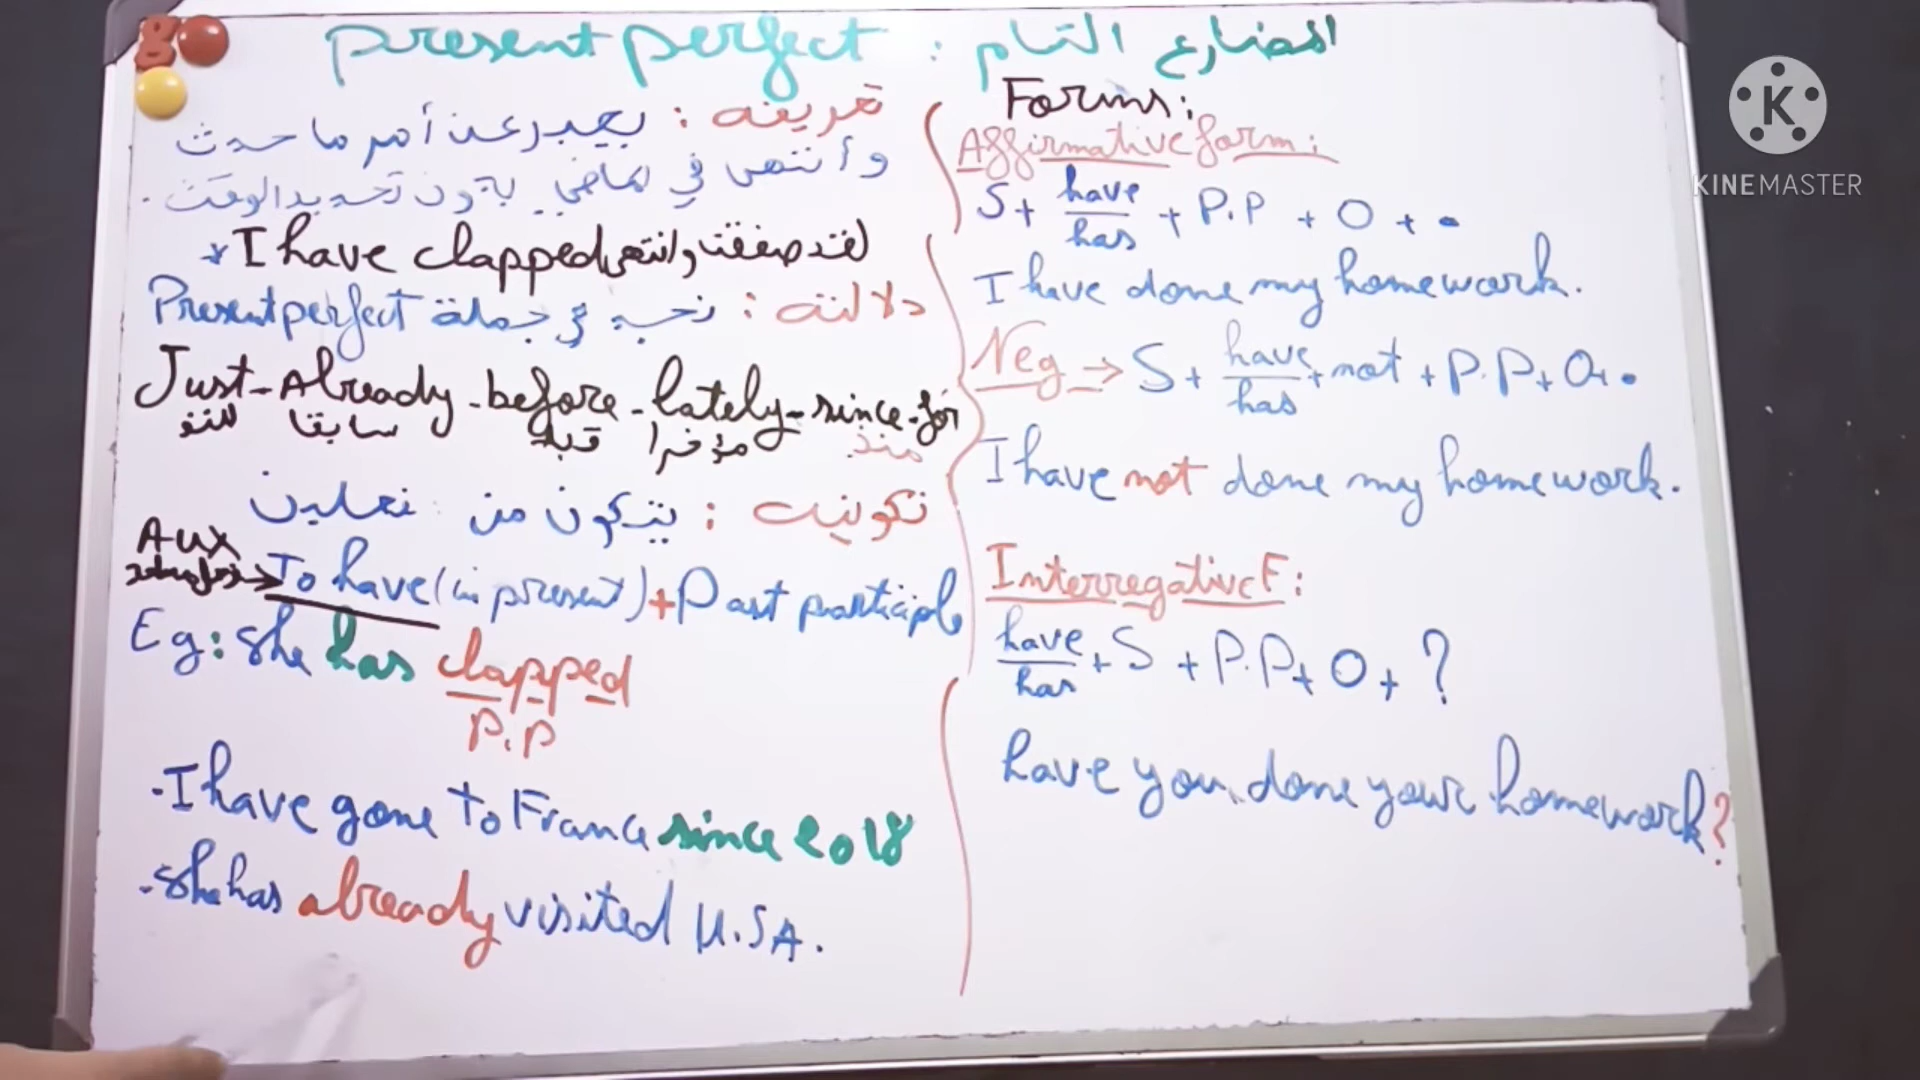 present perfect : المضارع التام
تعريفه : يعبر عن أمر ما حدث
وأنتهى في الماضي بدون تحديد الوقت.
* I have clapped لقد صفقت وانتهى
دلالته : نجد في جملة Present perfect
Just - Already - before - lately - since - for
للتو سابقا قبل مؤخرا منذ
تكوينه : يتكون من فعلين
Aux
To have (in present) + Past participle
Eg: she has clapped
P.P
. I have gone to France since 2018
. she has already visited U.SA.
Forms:
Affirmative form:
S + have/has + P.P + O + .
I have done my homework.
Neg → S + have/has + not + P.P + O + .
I have not done my homework.
Interregative F:
have/has + S + P.P + O + ?
have you done your homework?
K
KINEMASTER